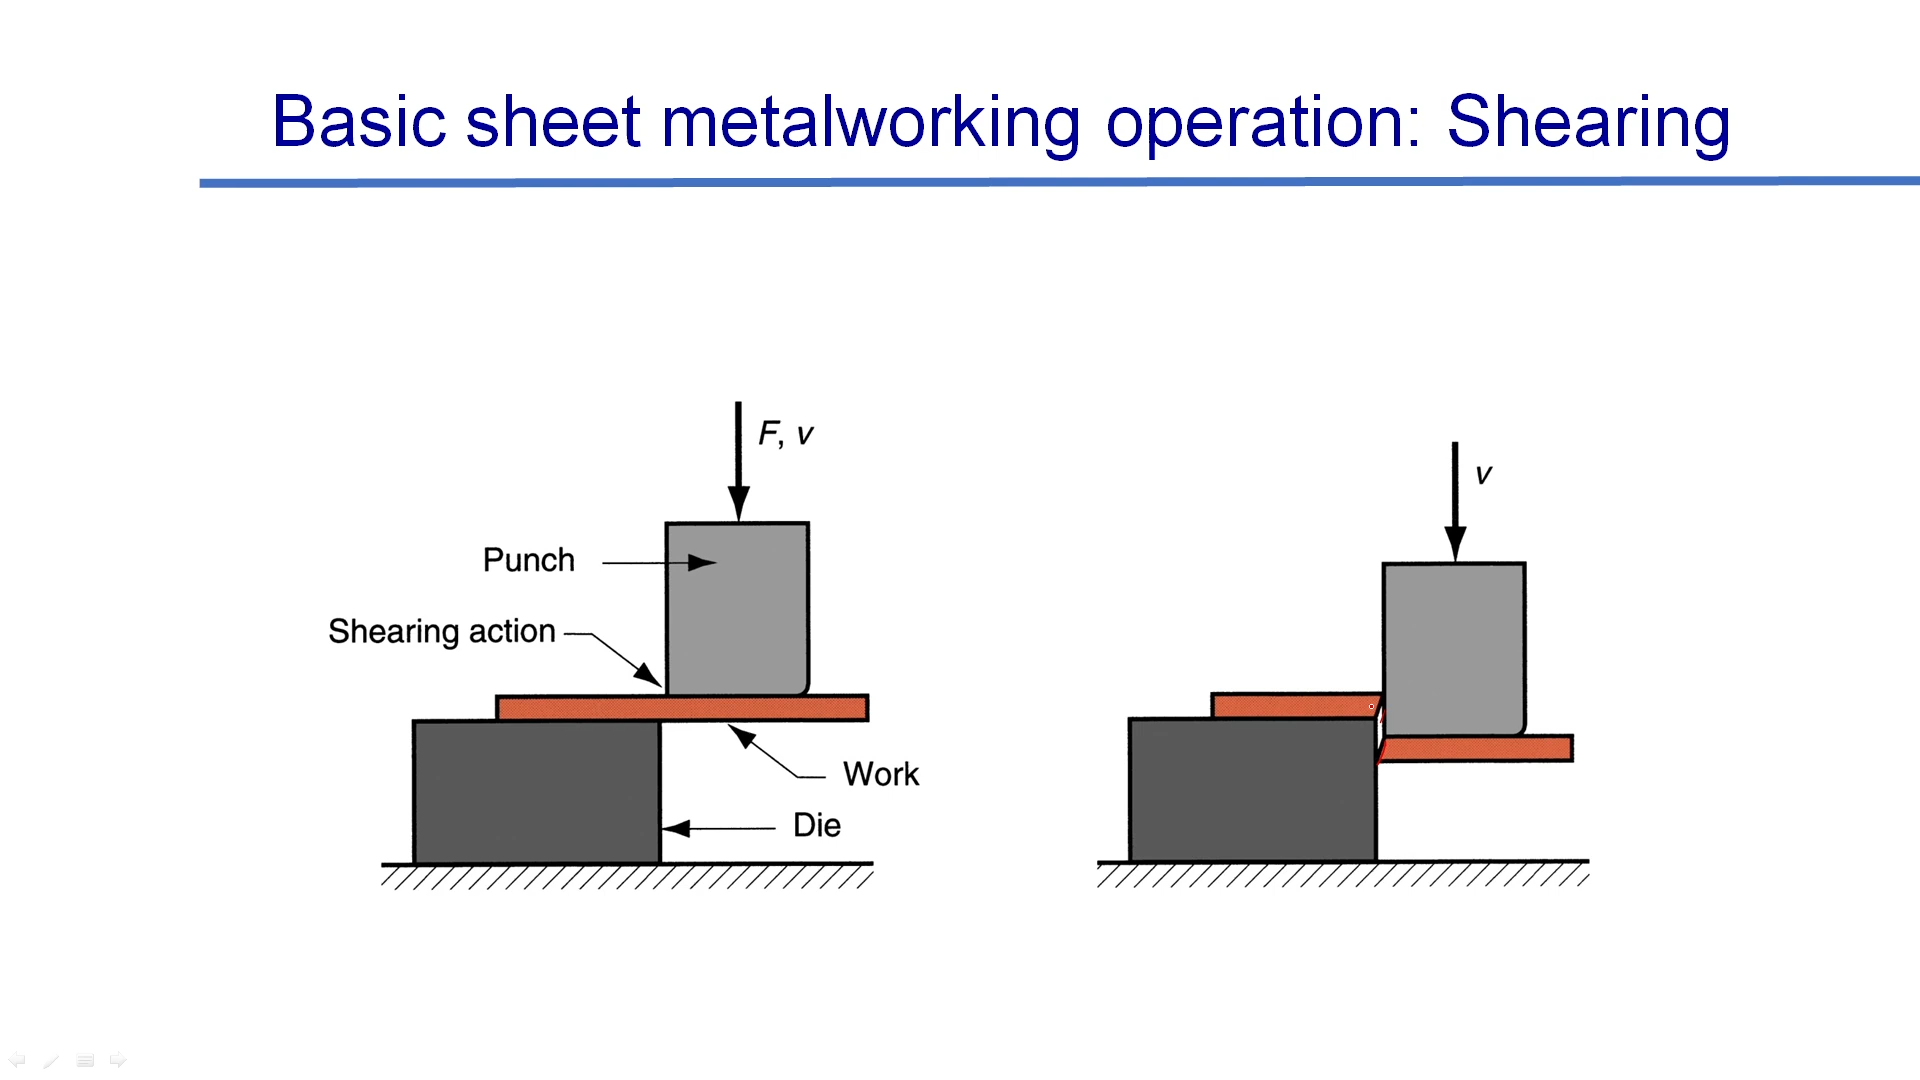 Basic sheet metalworking operation: Shearing
F, v
v
Punch
Shearing action
Work
Die